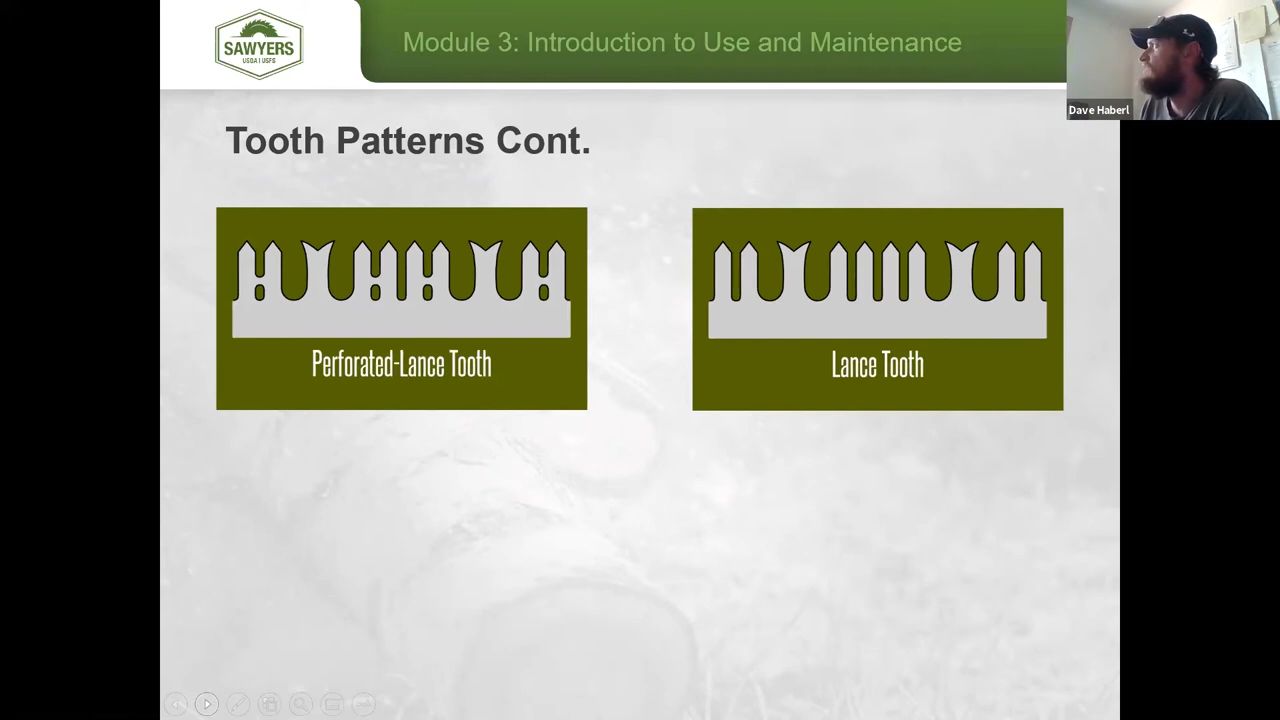 SAWYERS
USDA | USFS
Module 3: Introduction to Use and Maintenance
Dave Haberl
Tooth Patterns Cont.
Perforated-Lance Tooth
Lance Tooth